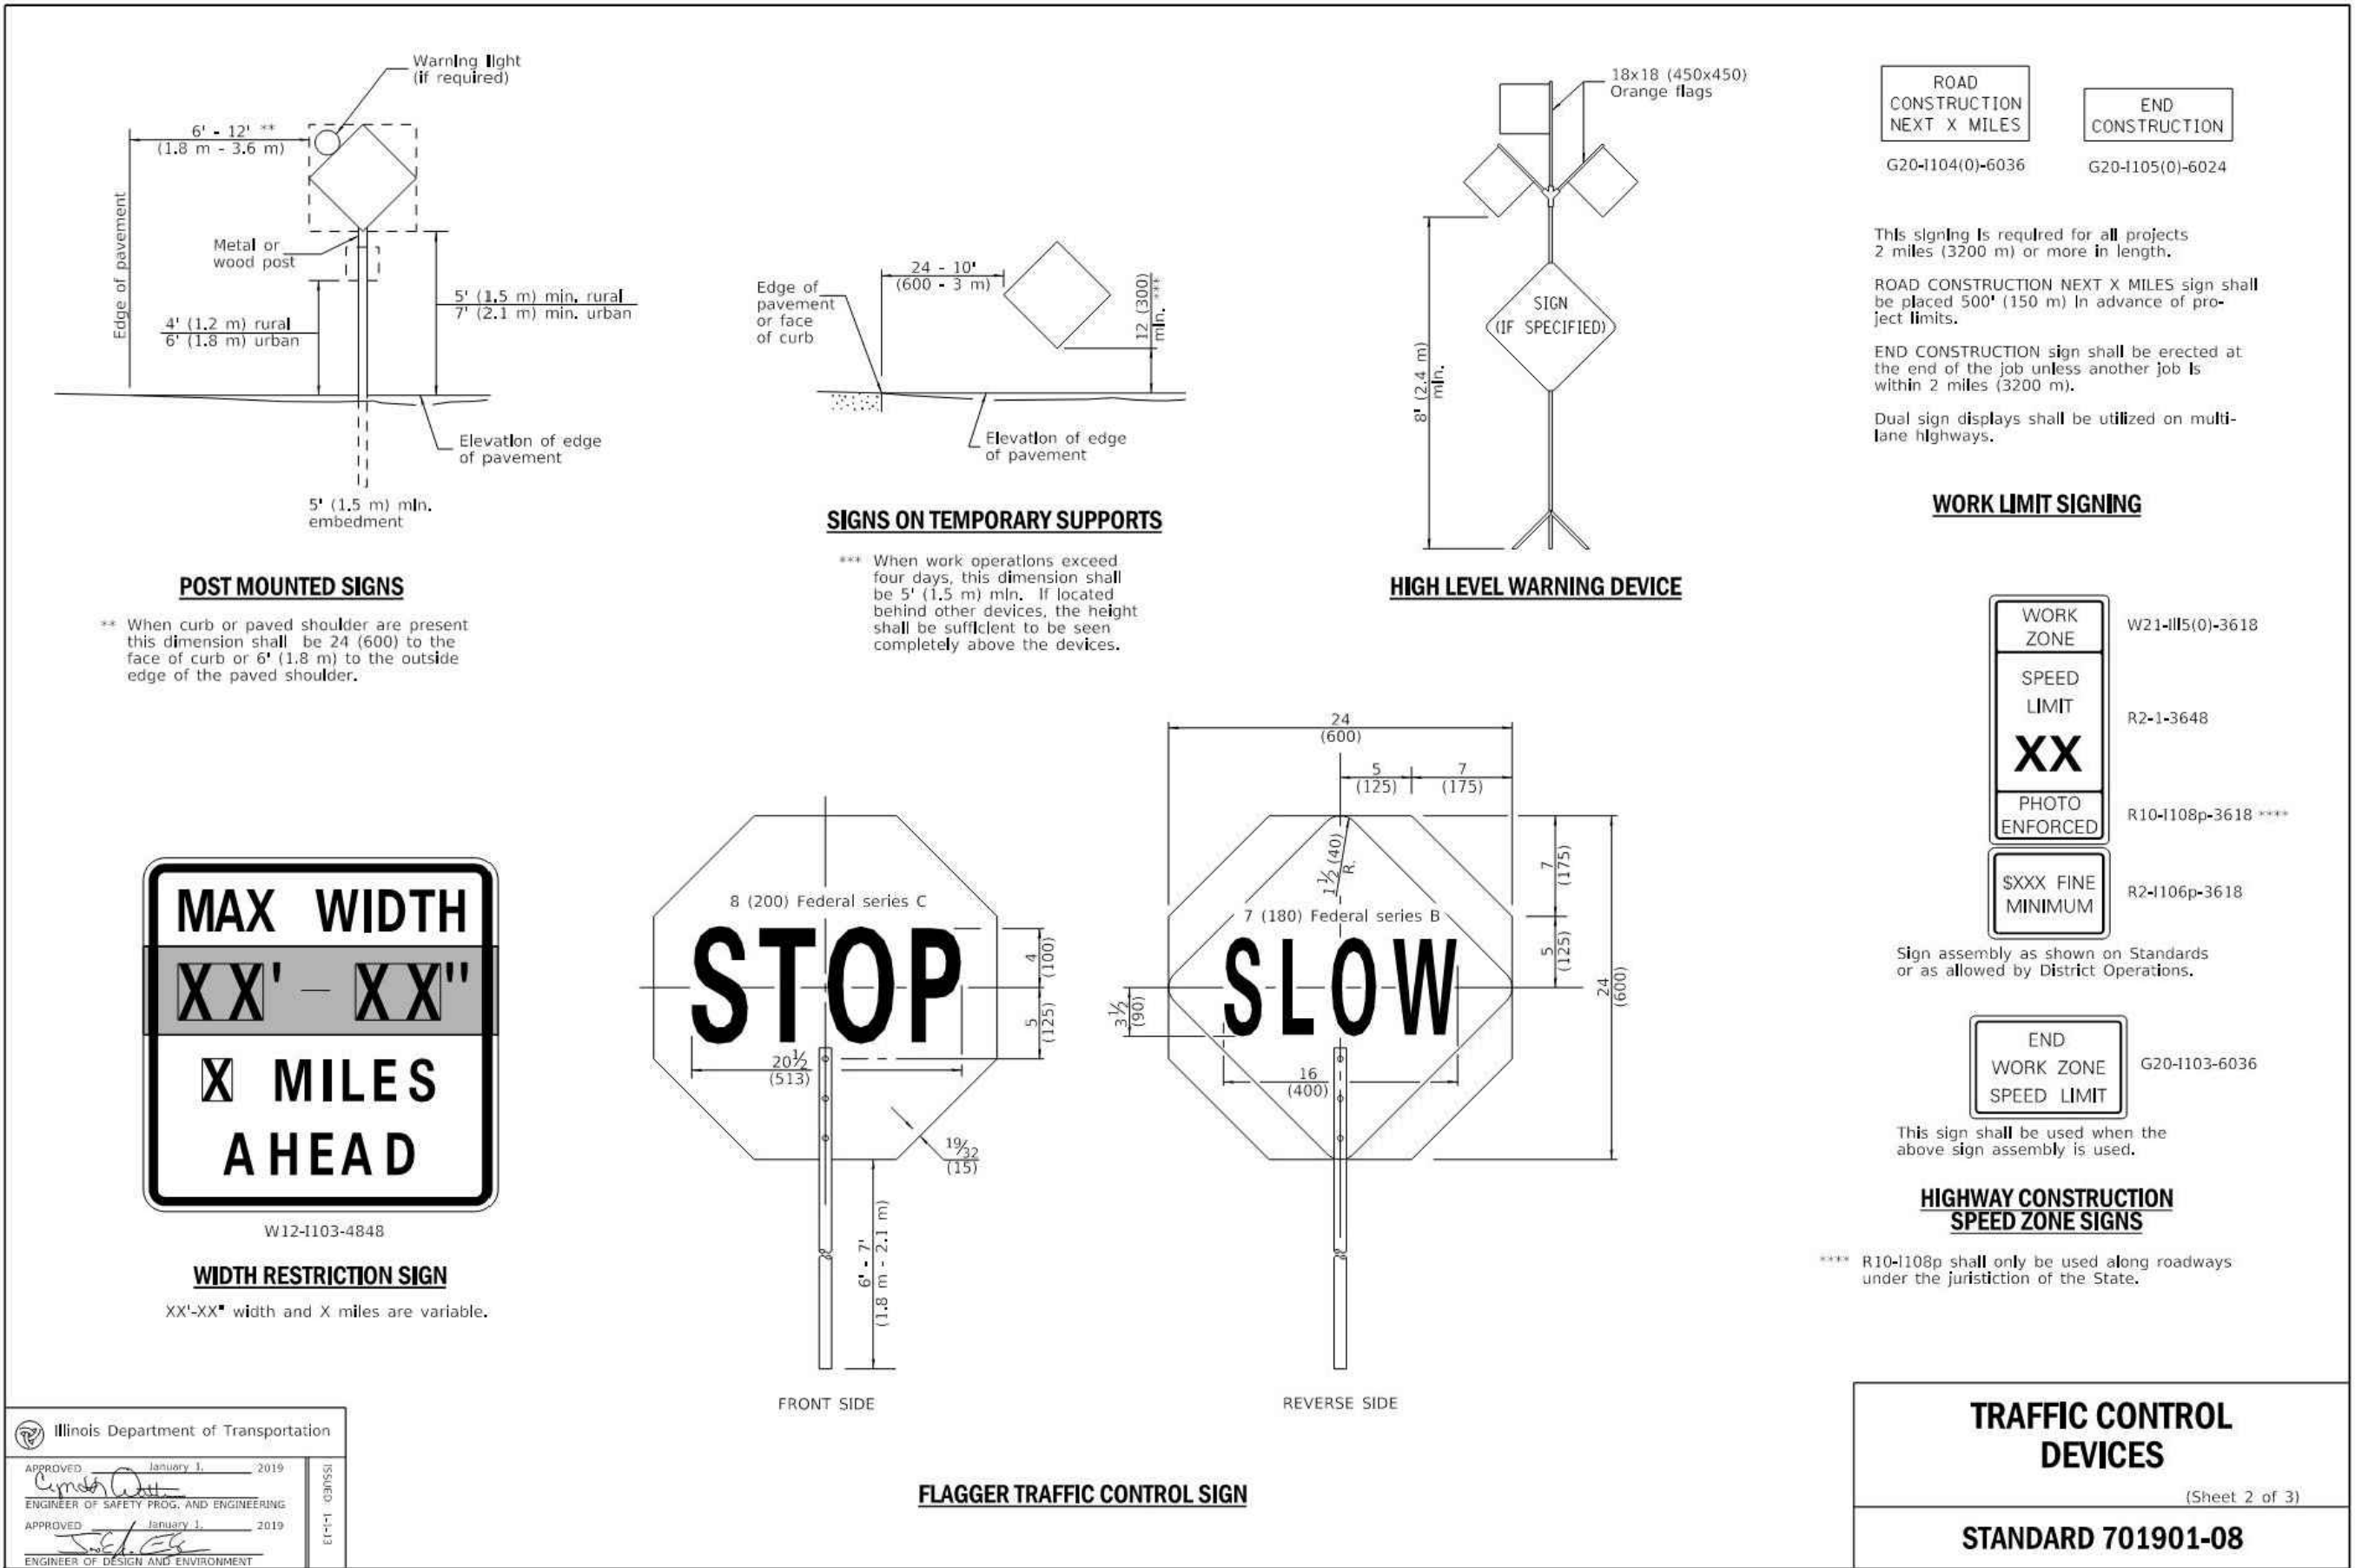 Warning light
(if required)
6' - 12' **
(1.8 m - 3.6 m)
Edge of pavement
Metal or
wood post
5' (1.5 m) min. rural
7' (2.1 m) min. urban
4' (1.2 m) rural
6' (1.8 m) urban
Elevation of edge
of pavement
5' (1.5 m) min.
embedment
POST MOUNTED SIGNS
** When curb or paved shoulder are present
this dimension shall be 24 (600) to the
face of curb or 6' (1.8 m) to the outside
edge of the paved shoulder.
24 - 10'
(600 - 3 m)
Edge of
pavement
or face
of curb
12 (300)
min. ***
Elevation of edge
of pavement
SIGNS ON TEMPORARY SUPPORTS
*** When work operations exceed
four days, this dimension shall
be 5' (1.5 m) min. If located
behind other devices, the height
shall be sufficient to be seen
completely above the devices.
18x18 (450x450)
Orange flags
SIGN
(IF SPECIFIED)
8' (2.4 m)
min.
HIGH LEVEL WARNING DEVICE
ROAD
CONSTRUCTION
NEXT X MILES
G20-I104(0)-6036
END
CONSTRUCTION
G20-I105(0)-6024
This signing is required for all projects
2 miles (3200 m) or more in length.
ROAD CONSTRUCTION NEXT X MILES sign shall
be placed 500' (150 m) in advance of pro-
ject limits.
END CONSTRUCTION sign shall be erected at
the end of the job unless another job is
within 2 miles (3200 m).
Dual sign displays shall be utilized on multi-
lane highways.
WORK LIMIT SIGNING
MAX WIDTH
XX' - XX"
X MILES
AHEAD
W12-I103-4848
WIDTH RESTRICTION SIGN
XX'-XX" width and X miles are variable.
8 (200) Federal series C
STOP
4
(100)
5
(125)
20½
(513)
19/32
(15)
6' - 7'
(1.8 m - 2.1 m)
FRONT SIDE
24
(600)
5
(125)
7
(175)
1½ (40)
R.
7 (180) Federal series B
SLOW
7
(175)
5
(125)
24
(600)
3½
(90)
16
(400)
REVERSE SIDE
FLAGGER TRAFFIC CONTROL SIGN
WORK
ZONE
W21-I115(0)-3618
SPEED
LIMIT
XX
R2-1-3648
PHOTO
ENFORCED
R10-I108p-3618 ****
$XXX FINE
MINIMUM
R2-I106p-3618
Sign assembly as shown on Standards
or as allowed by District Operations.
END
WORK ZONE
SPEED LIMIT
G20-I103-6036
This sign shall be used when the
above sign assembly is used.
HIGHWAY CONSTRUCTION
SPEED ZONE SIGNS
**** R10-I108p shall only be used along roadways
under the juristiction of the State.
Illinois Department of Transportation
APPROVED January 1, 2019
ENGINEER OF SAFETY PROG. AND ENGINEERING
APPROVED January 1, 2019
ENGINEER OF DESIGN AND ENVIRONMENT
ISSUED 1-1-13
TRAFFIC CONTROL
DEVICES
(Sheet 2 of 3)
STANDARD 701901-08